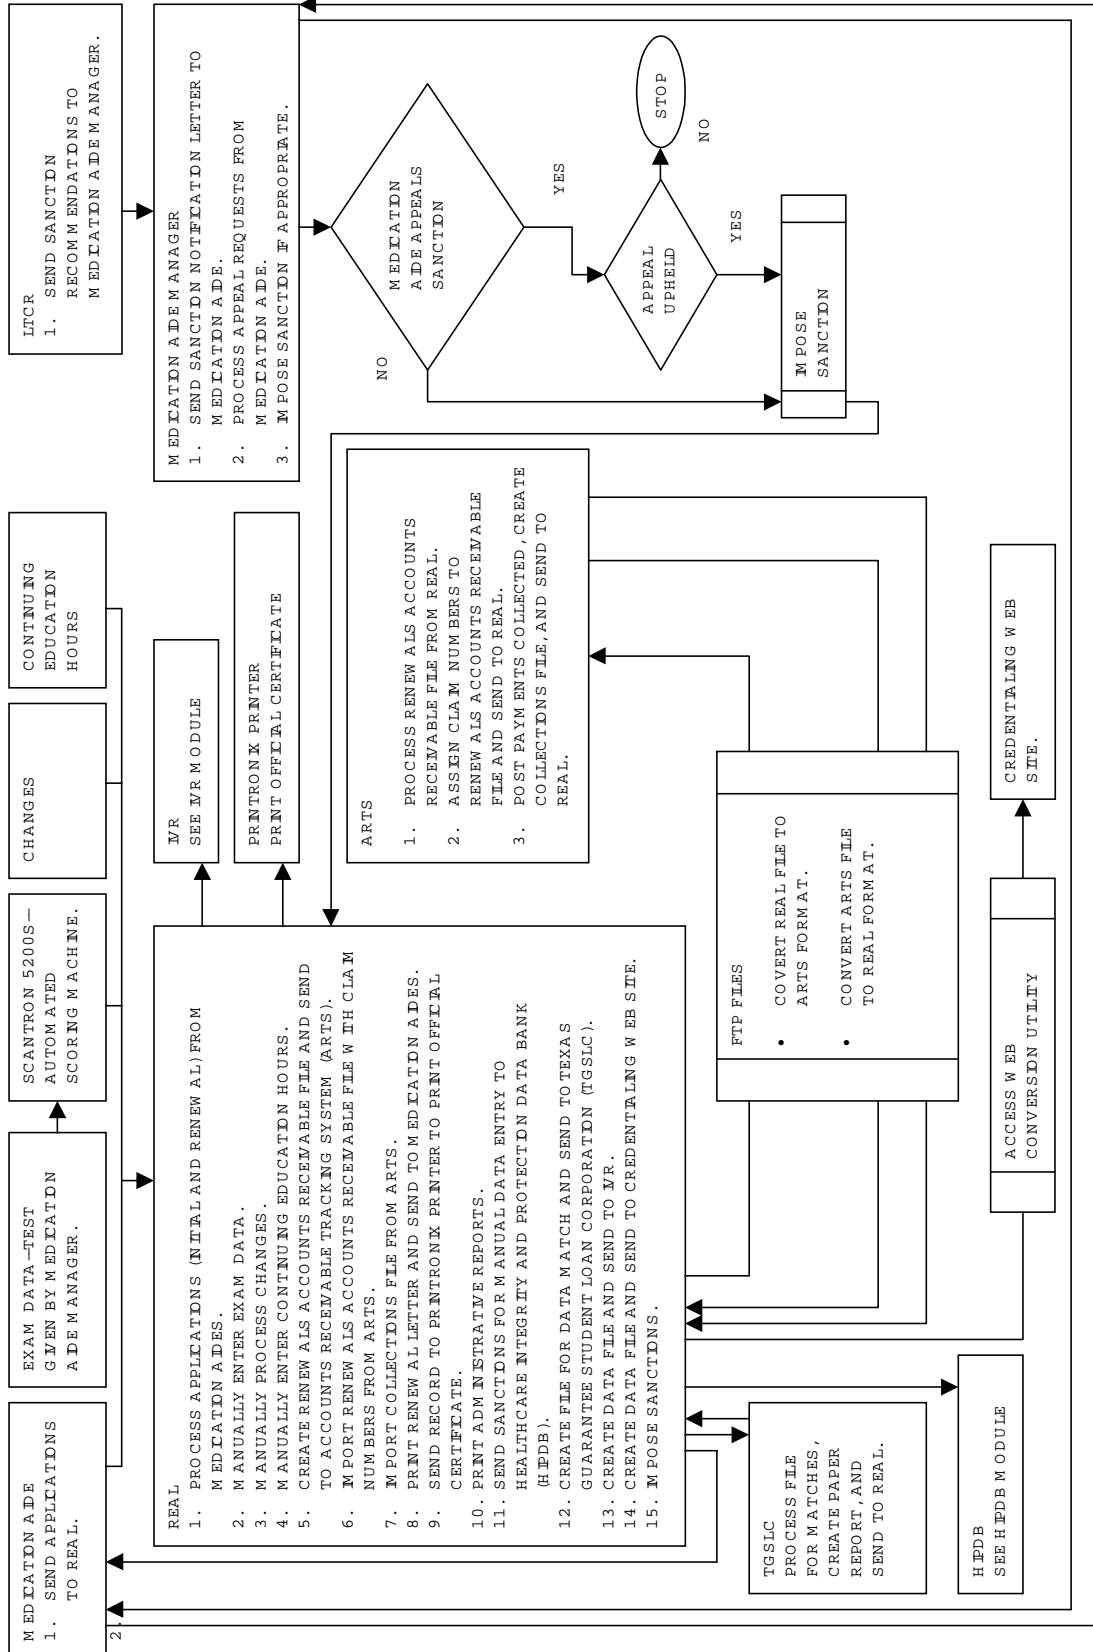 MEDICATION AIDE
1. SEND APPLICATIONS
TO REAL.
2.
EXAM DATA—TEST
GIVEN BY MEDICATION
AIDE MANAGER.
SCANTRON 5200S—
AUTOMATED
SCORING MACHINE.
CHANGES
CONTINUING
EDUCATION
HOURS
LTCR
1. SEND SANCTION
RECOMMENDATIONS TO
MEDICATION AIDE MANAGER.
REAL
1. PROCESS APPLICATIONS (INITIAL AND RENEWAL) FROM
MEDICATION AIDES.
2. MANUALLY ENTER EXAM DATA.
3. MANUALLY PROCESS CHANGES.
4. MANUALLY ENTER CONTINUING EDUCATION HOURS.
5. CREATE RENEWALS ACCOUNTS RECEIVABLE FILE AND SEND
TO ACCOUNTS RECEIVABLE TRACKING SYSTEM (ARTS).
6. IMPORT RENEWALS ACCOUNTS RECEIVABLE FILE WITH CLAIM
NUMBERS FROM ARTS.
7. IMPORT COLLECTIONS FILE FROM ARTS.
8. PRINT RENEWAL LETTER AND SEND TO MEDICATION AIDES.
9. SEND RECORD TO PRINTRONIX PRINTER TO PRINT OFFICIAL
CERTIFICATE.
10. PRINT ADMINISTRATIVE REPORTS.
11. SEND SANCTIONS FOR MANUAL DATA ENTRY TO
HEALTHCARE INTEGRITY AND PROTECTION DATA BANK
(HIPDB).
12. CREATE FILE FOR DATA MATCH AND SEND TO TEXAS
GUARANTEE STUDENT LOAN CORPORATION (TGSLC).
13. CREATE DATA FILE AND SEND TO IVR.
14. CREATE DATA FILE AND SEND TO CREDENTIALING WEB SITE.
15. IMPOSE SANCTIONS.
IVR
SEE IVR MODULE
PRINTRONIX PRINTER
PRINT OFFICIAL CERTIFICATE
MEDICATION AIDE MANAGER
1. SEND SANCTION NOTIFICATION LETTER TO
MEDICATION AIDE.
2. PROCESS APPEAL REQUESTS FROM
MEDICATION AIDE.
3. IMPOSE SANCTION IF APPROPRIATE.
MEDICATION
AIDE APPEALS
SANCTION
NO
YES
APPEAL
UPHELD
STOP
NO
YES
IMPOSE
SANCTION
ARTS
1. PROCESS RENEWALS ACCOUNTS
RECEIVABLE FILE FROM REAL.
2. ASSIGN CLAIM NUMBERS TO
RENEWALS ACCOUNTS RECEIVABLE
FILE AND SEND TO REAL.
3. POST PAYMENTS COLLECTED, CREATE
COLLECTIONS FILE, AND SEND TO
REAL.
TGSLC
PROCESS FILE
FOR MATCHES,
CREATE PAPER
REPORT, AND
SEND TO REAL.
HIPDB
SEE HIPDB MODULE
FTP FILES
• COVERT REAL FILE TO
ARTS FORMAT.
• CONVERT ARTS FILE
TO REAL FORMAT.
ACCESS WEB
CONVERSION UTILITY
CREDENTIALING WEB
SITE.